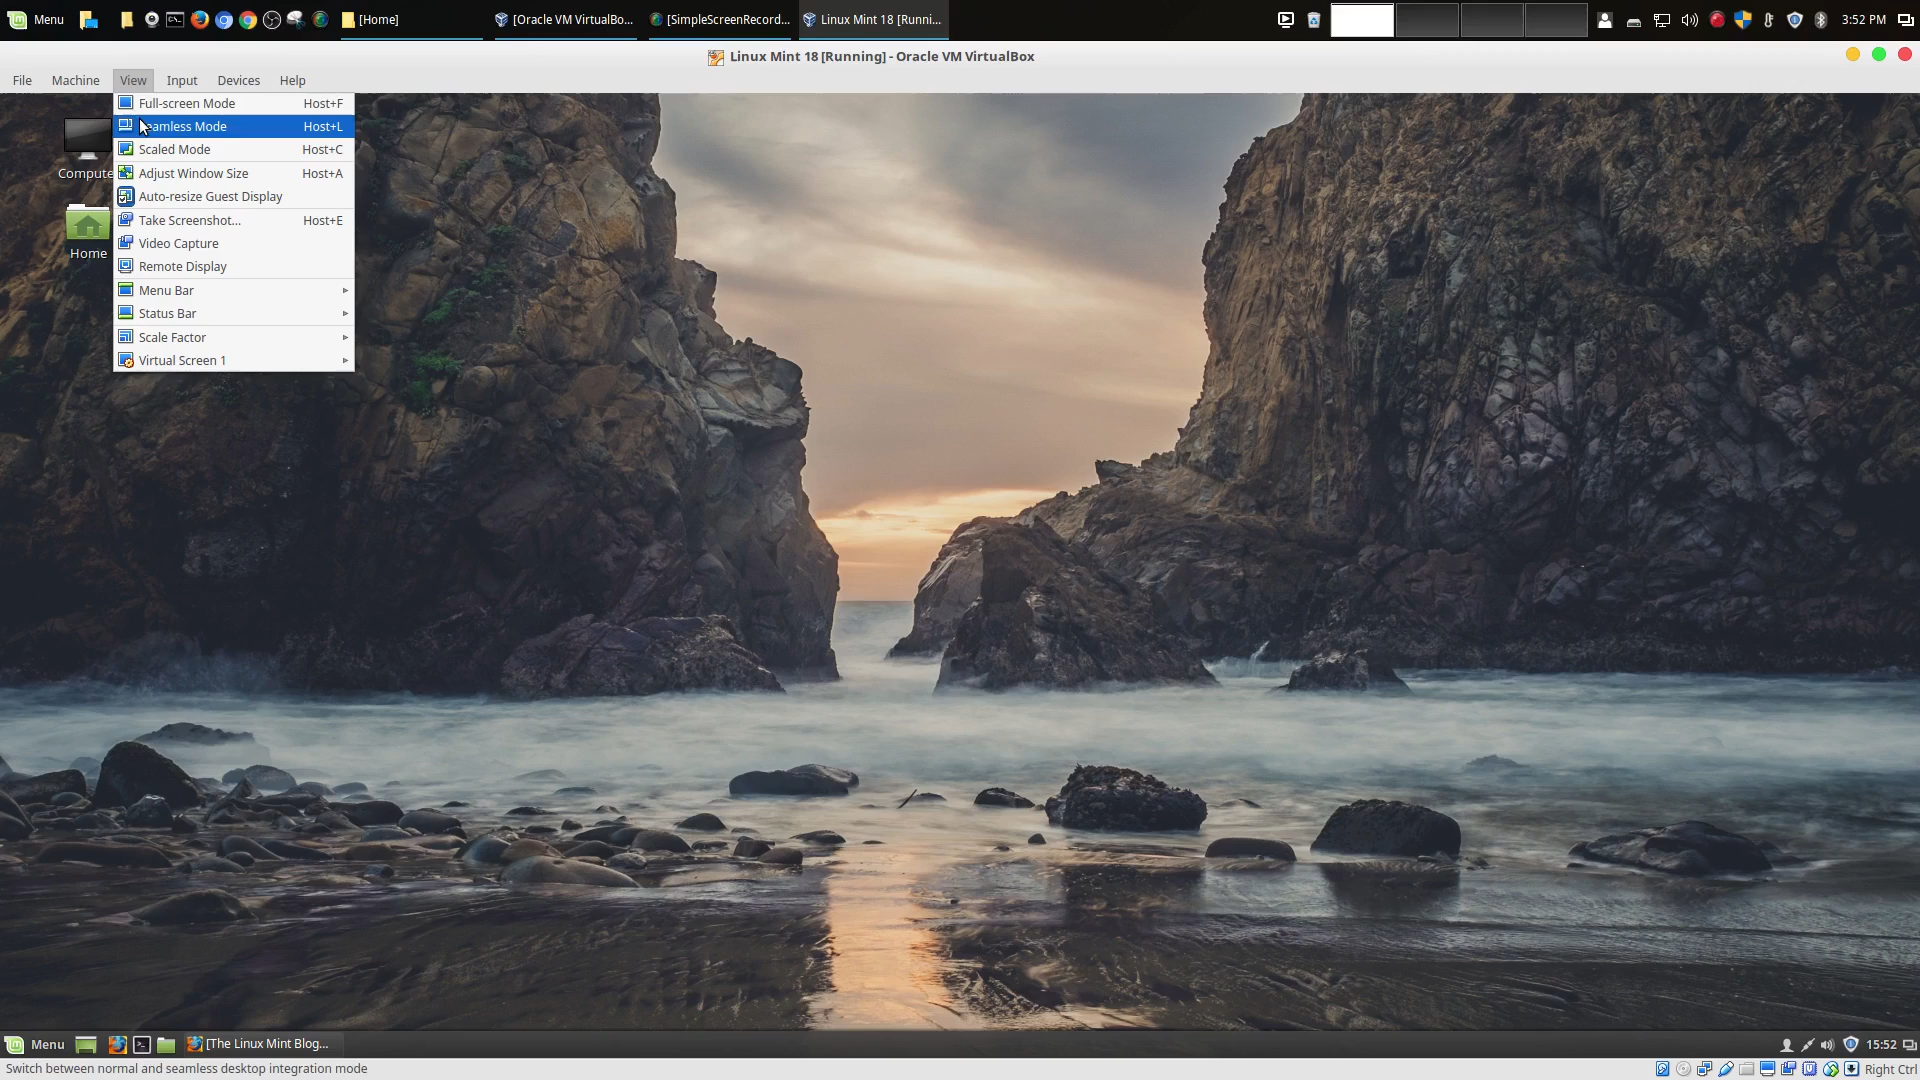 Menu
[Home]
[Oracle VM VirtualBo...
[SimpleScreenRecord...
Linux Mint 18 [Runni...
3:52 PM
Linux Mint 18 [Running] - Oracle VM VirtualBox
File Machine View Input Devices Help
Full-screen Mode Host+F
eamless Mode Host+L
Scaled Mode Host+C
Adjust Window Size Host+A
Auto-resize Guest Display
Take Screenshot... Host+E
Video Capture
Remote Display
Menu Bar
Status Bar
Scale Factor
Virtual Screen 1
Compute
Home
Menu
[The Linux Mint Blog...
15:52
Switch between normal and seamless desktop integration mode
Right Ctrl